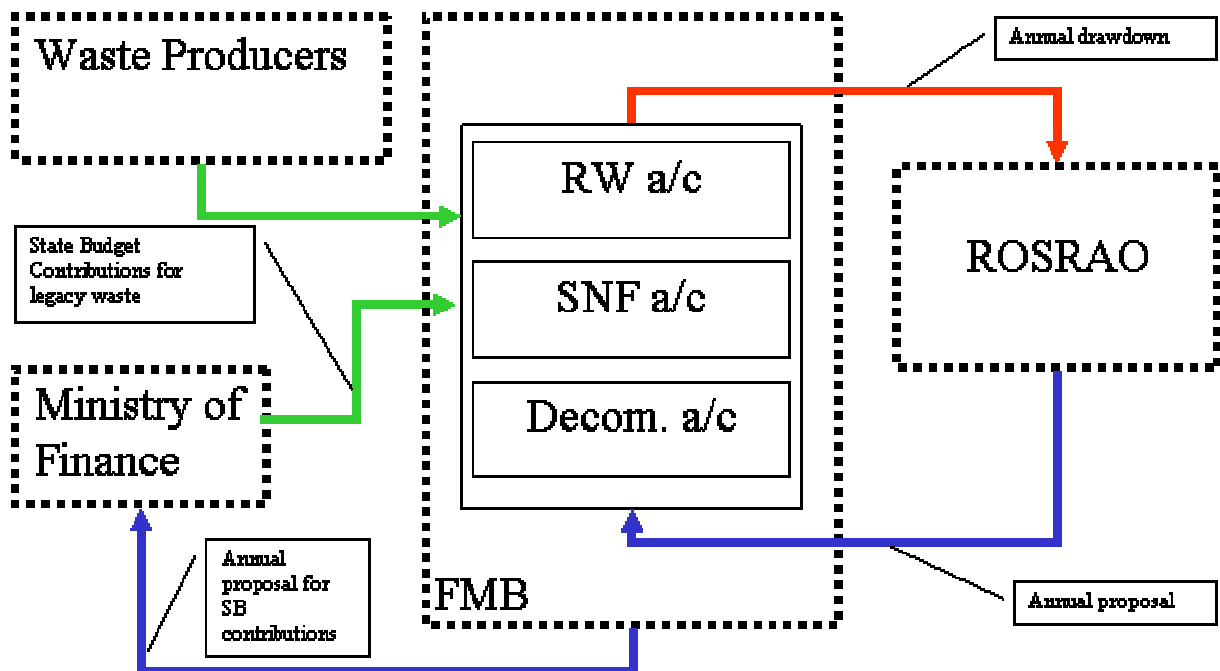 Waste Producers
Annual drawdown
RW a/c
State Budget
Contributions for
legacy waste
SNF a/c
ROSRAO
Ministry of
Finance
Decom. a/c
Annual
proposal for
SB
contributions
FMB
Annual proposal